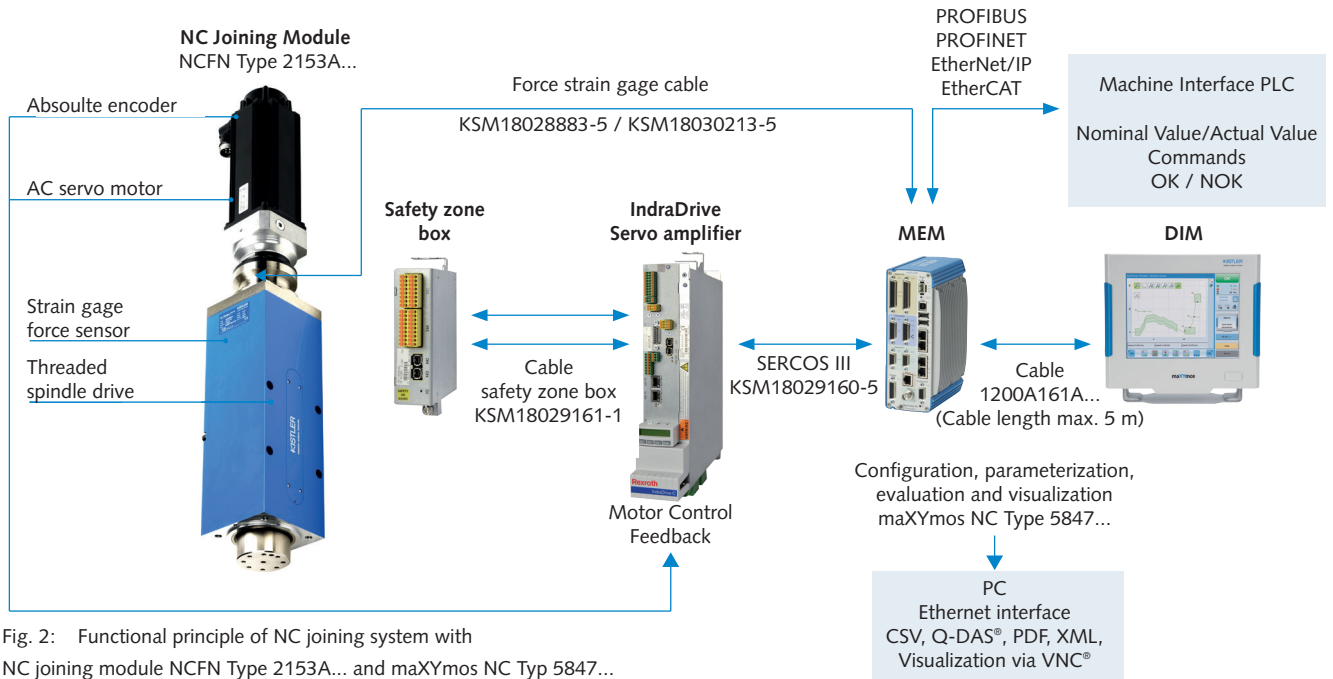 NC Joining Module
NCFN Type 2153A...
Absoulte encoder
AC servo motor
Strain gage
force sensor
Threaded
spindle drive
KISTLER
Force strain gage cable
KSM18028883-5 / KSM18030213-5
PROFIBUS
PROFINET
EtherNet/IP
EtherCAT
Machine Interface PLC
Nominal Value/Actual Value
Commands
OK / NOK
Safety zone
box
IndraDrive
Servo amplifier
MEM
DIM
KISTLER
maXYmos
Cable
safety zone box
KSM18029161-1
SERCOS III
KSM18029160-5
Cable
1200A161A...
(Cable length max. 5 m)
Rexroth
IndraDrive C
Motor Control
Feedback
Configuration, parameterization,
evaluation and visualization
maXYmos NC Type 5847...
PC
Ethernet interface
CSV, Q-DAS®, PDF, XML,
Visualization via VNC®
Fig. 2: Functional principle of NC joining system with
NC joining module NCFN Type 2153A... and maXYmos NC Typ 5847...